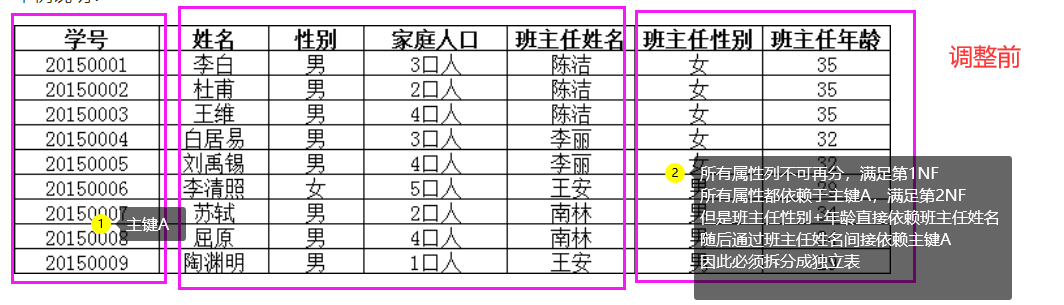 学号 姓名 性别 家庭人口 班主任姓名 班主任性别 班主任年龄
调整前
20150001 李白 男 3口人 陈洁 女 35
20150002 杜甫 男 2口人 陈洁 女 35
20150003 王维 男 4口人 陈洁 女 35
20150004 白居易 男 3口人 李丽 女 32
20150005 刘禹锡 男 4口人 李丽 女 32
20150006 李清照 女 5口人 王安 男
20150007 苏轼 男 2口人 南林 男
20150008 屈原 男 4口人 南林 男
20150009 陶渊明 男 1口人 王安 男
1 主键A
2 所有属性列不可再分，满足第1NF
所有属性都依赖于主键A，满足第2NF
但是班主任性别+年龄直接依赖班主任姓名
随后通过班主任姓名间接依赖主键A
因此必须拆分成独立表